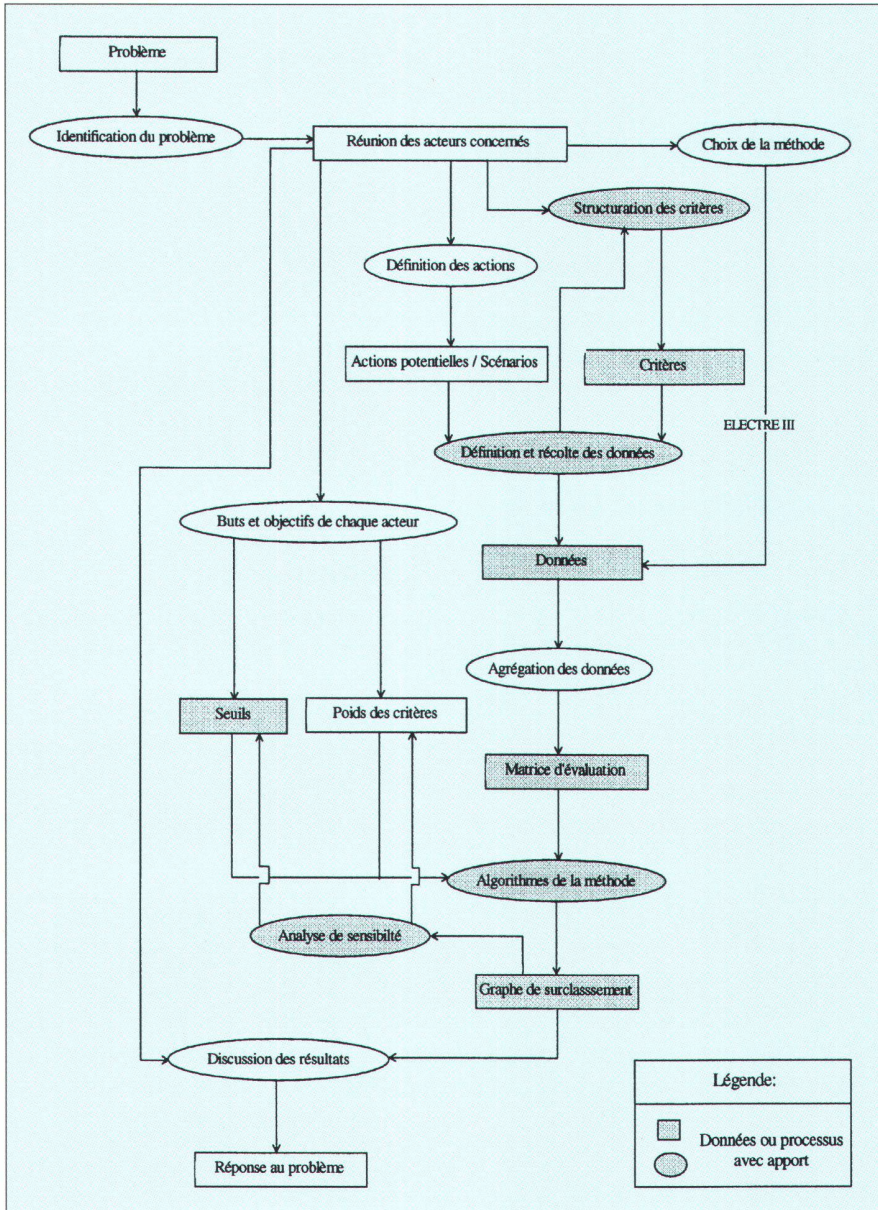 Problème
Identification du problème
Réunion des acteurs concernés
Choix de la méthode
Structuration des critères
Définition des actions
Actions potentielles / Scénarios
Critères
ELECTRE III
Définition et récolte des données
Buts et objectifs de chaque acteur
Données
Agrégation des données
Seuils
Poids des critères
Matrice d'évaluation
Algorithmes de la méthode
Analyse de sensibilté
Graphe de surclasssement
Discussion des résultats
Réponse au problème
Légende:
Données ou processus
avec apport